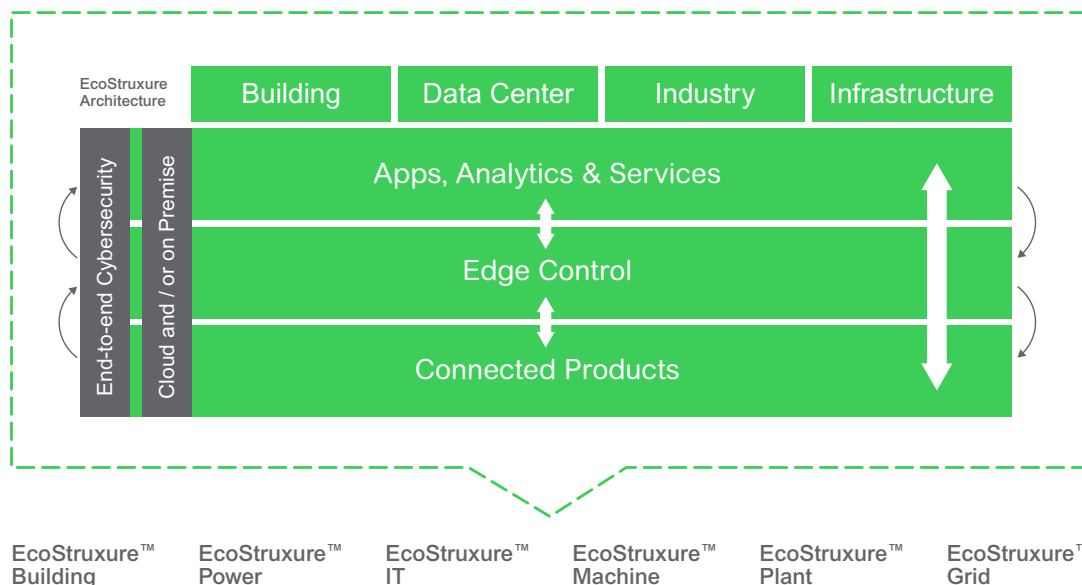 EcoStruxure
Architecture
Building
Data Center
Industry
Infrastructure
End-to-end Cybersecurity
Cloud and / or on Premise
Apps, Analytics & Services
Edge Control
Connected Products
EcoStruxure™
Building
EcoStruxure™
Power
EcoStruxure™
IT
EcoStruxure™
Machine
EcoStruxure™
Plant
EcoStruxure™
Grid